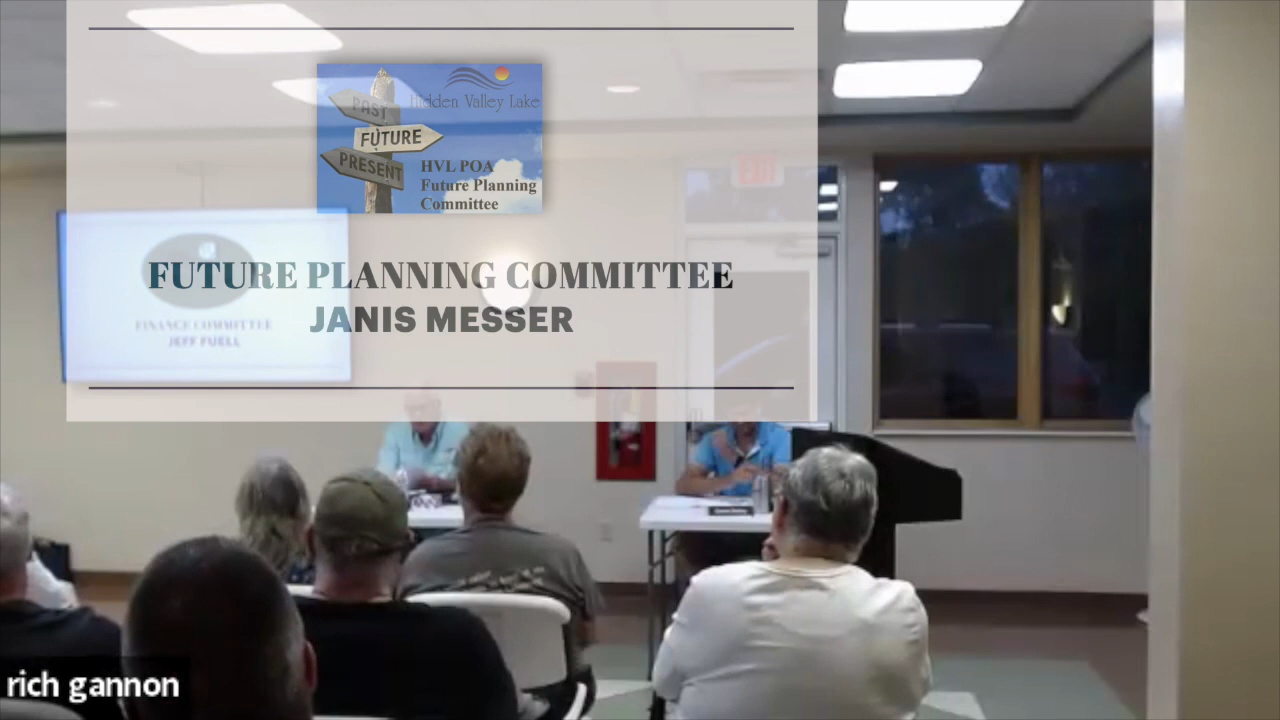 PAST
Hidden Valley Lake
FUTURE
PRESENT
HVL POA
Future Planning
Committee
EXIT
FUTURE PLANNING COMMITTEE
JANIS MESSER
FINANCE COMMITTEE
JEFF FUELL
rich gannon